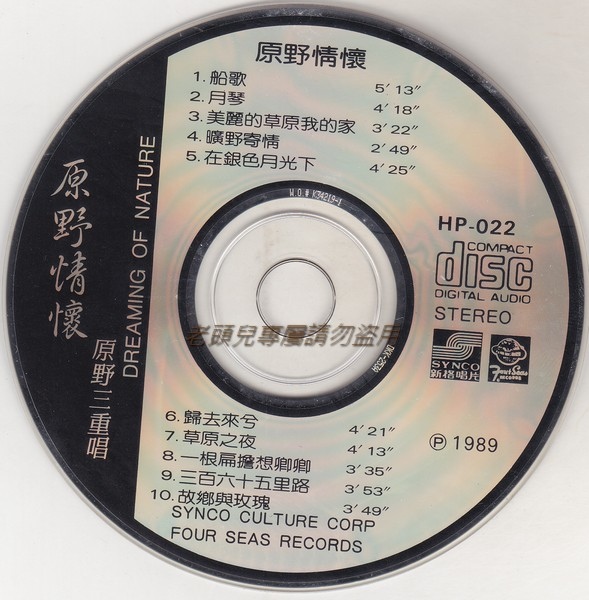 原野情懷
1. 船歌 5′13″
2. 月琴 4′18″
3. 美麗的草原我的家 3′22″
4. 曠野寄情 2′49″
5. 在銀色月光下 4′25″
原野情懷
DREAMING OF NATURE
原野三重唱
W.O.# K34219-1
HP-022
COMPACT
disc
DIGITAL AUDIO
STEREO
SYNCO
新格唱片
Four Seas
RECORDS
老頭兒專屬請勿盜用
6. 歸去來兮 4′21″
7. 草原之夜 4′13″
8. 一根扁擔想卿卿 3′35″
9. 三百六十五里路 3′53″
10. 故鄉與玫瑰 3′49″
Ⓟ 1989
SYNCO CULTURE CORP
FOUR SEAS RECORDS